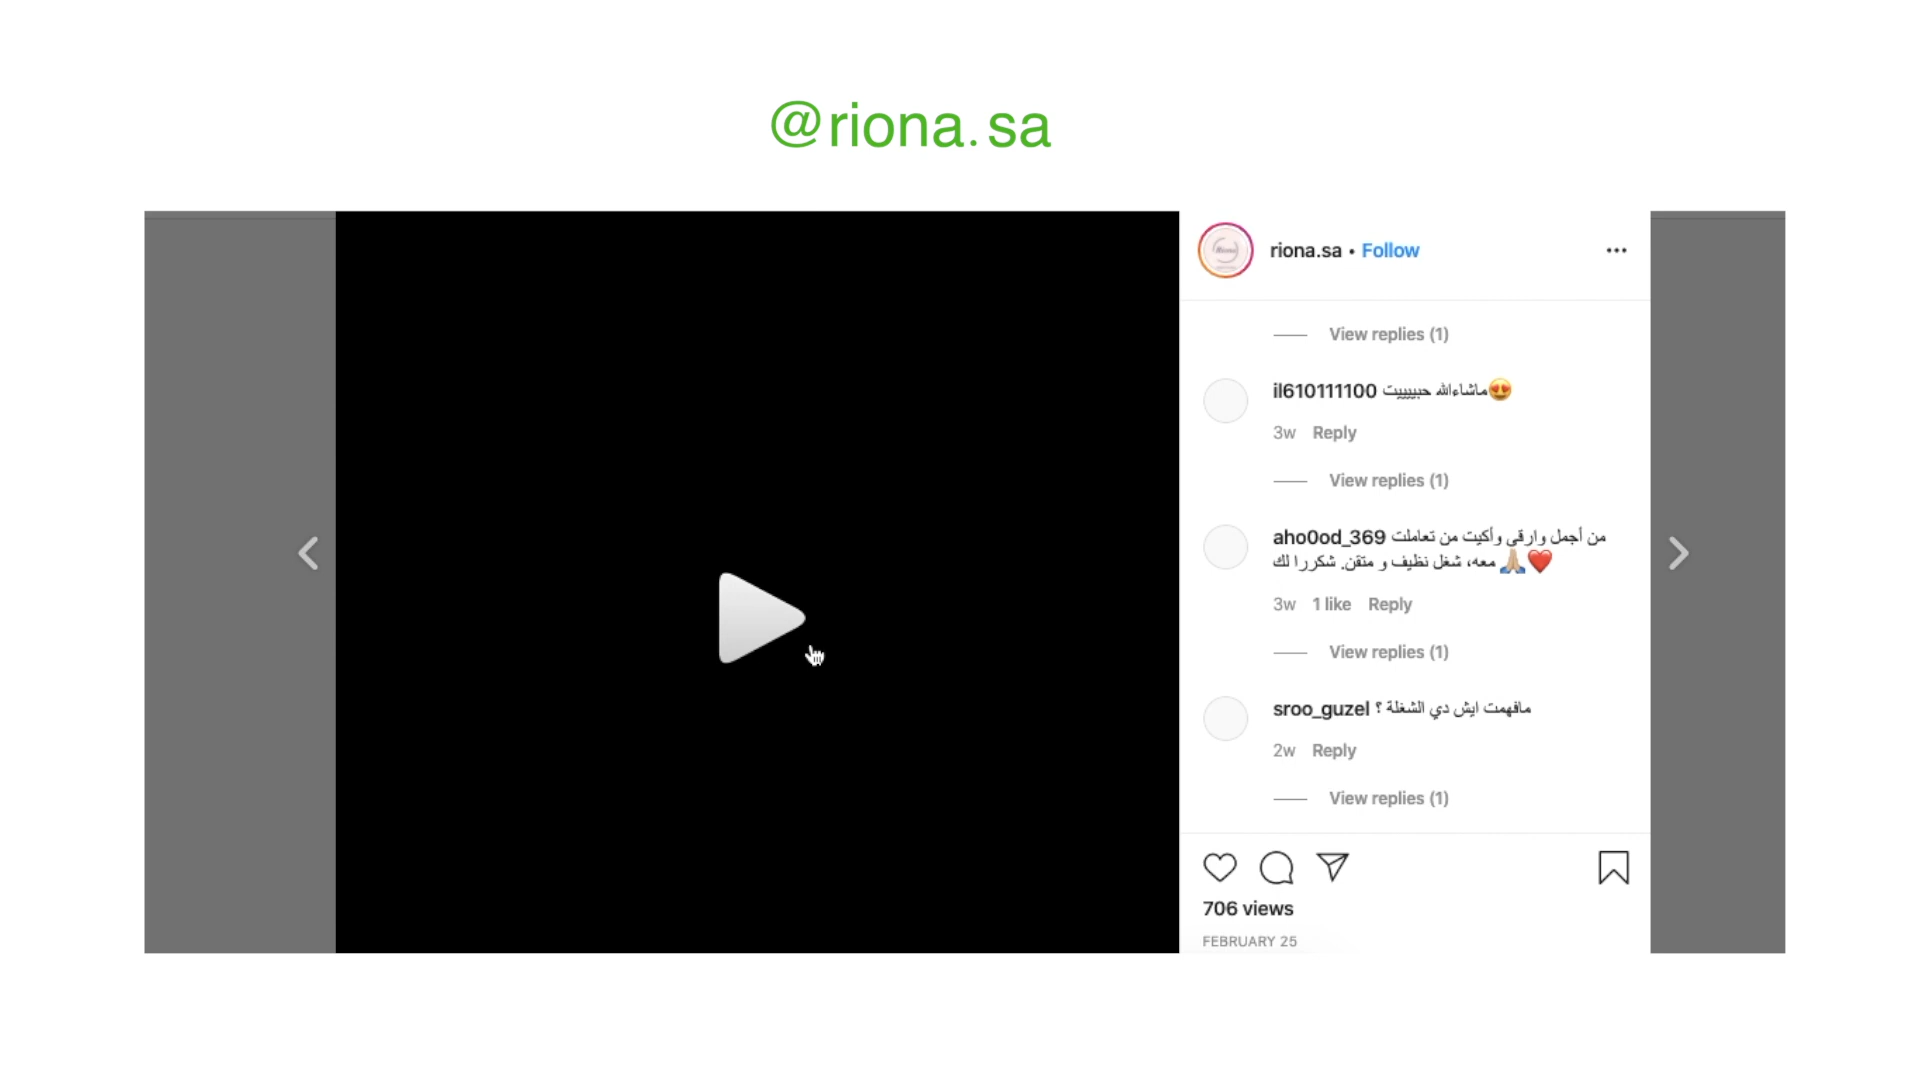 @riona.sa
riona.sa • Follow
View replies (1)
il610111100 ماشاءالله حبيييييت😍
3w Reply
View replies (1)
aho0od_369 من أجمل وارقى وأكيت من تعاملت
معه، شغل نظيف و متقن. شكررا لك🙏🏼❤️
3w 1 like Reply
View replies (1)
sroo_guzel مافهمت ايش دي الشغلة ؟
2w Reply
View replies (1)
706 views
FEBRUARY 25